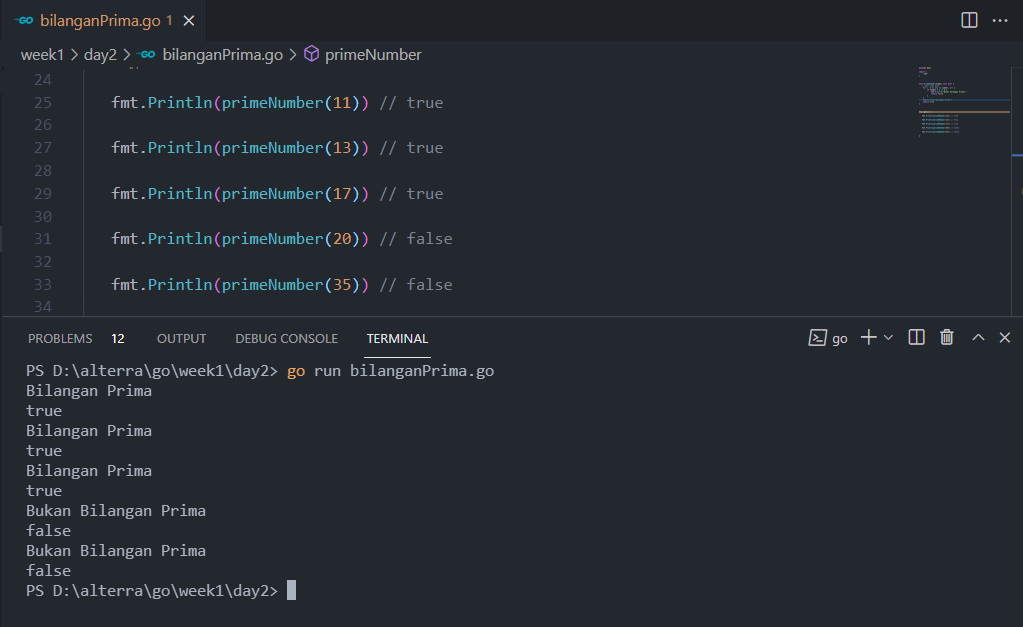 GO bilanganPrima.go 1
week1 > day2 > GO bilanganPrima.go > primeNumber
24
25 fmt.Println(primeNumber(11)) // true
26
27 fmt.Println(primeNumber(13)) // true
28
29 fmt.Println(primeNumber(17)) // true
30
31 fmt.Println(primeNumber(20)) // false
32
33 fmt.Println(primeNumber(35)) // false
34
PROBLEMS 12 OUTPUT DEBUG CONSOLE TERMINAL go
PS D:\alterra\go\week1\day2> go run bilanganPrima.go
Bilangan Prima
true
Bilangan Prima
true
Bilangan Prima
true
Bukan Bilangan Prima
false
Bukan Bilangan Prima
false
PS D:\alterra\go\week1\day2>